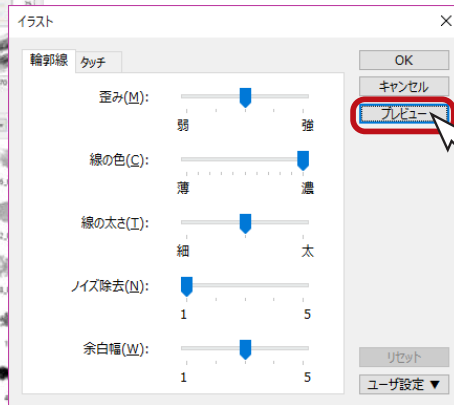 イラスト
輪郭線 タッチ
OK
キャンセル
プレビュー
歪み(M):
弱 強
線の色(C):
薄 濃
線の太さ(T):
細 太
ノイズ除去(N):
1 5
余白幅(W):
1 5
リセット
ユーザ設定 ▼